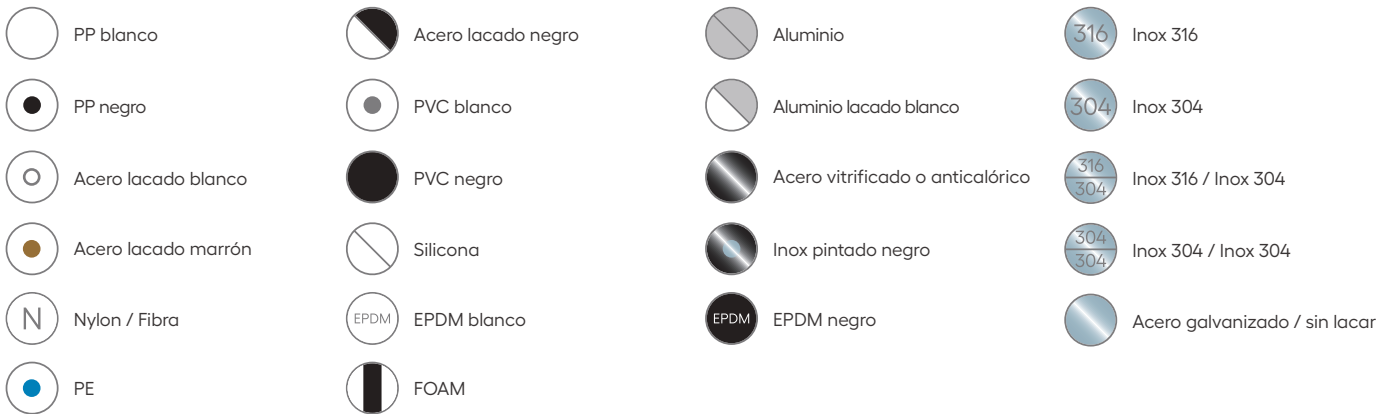 PP blanco
PP negro
Acero lacado blanco
Acero lacado marrón
N
Nylon / Fibra
PE
Acero lacado negro
PVC blanco
PVC negro
Silicona
EPDM
EPDM blanco
FOAM
Aluminio
Aluminio lacado blanco
Acero vitrificado o anticalórico
Inox pintado negro
EPDM
EPDM negro
316
Inox 316
304
Inox 304
316
304
Inox 316 / Inox 304
304
304
Inox 304 / Inox 304
Acero galvanizado / sin lacar